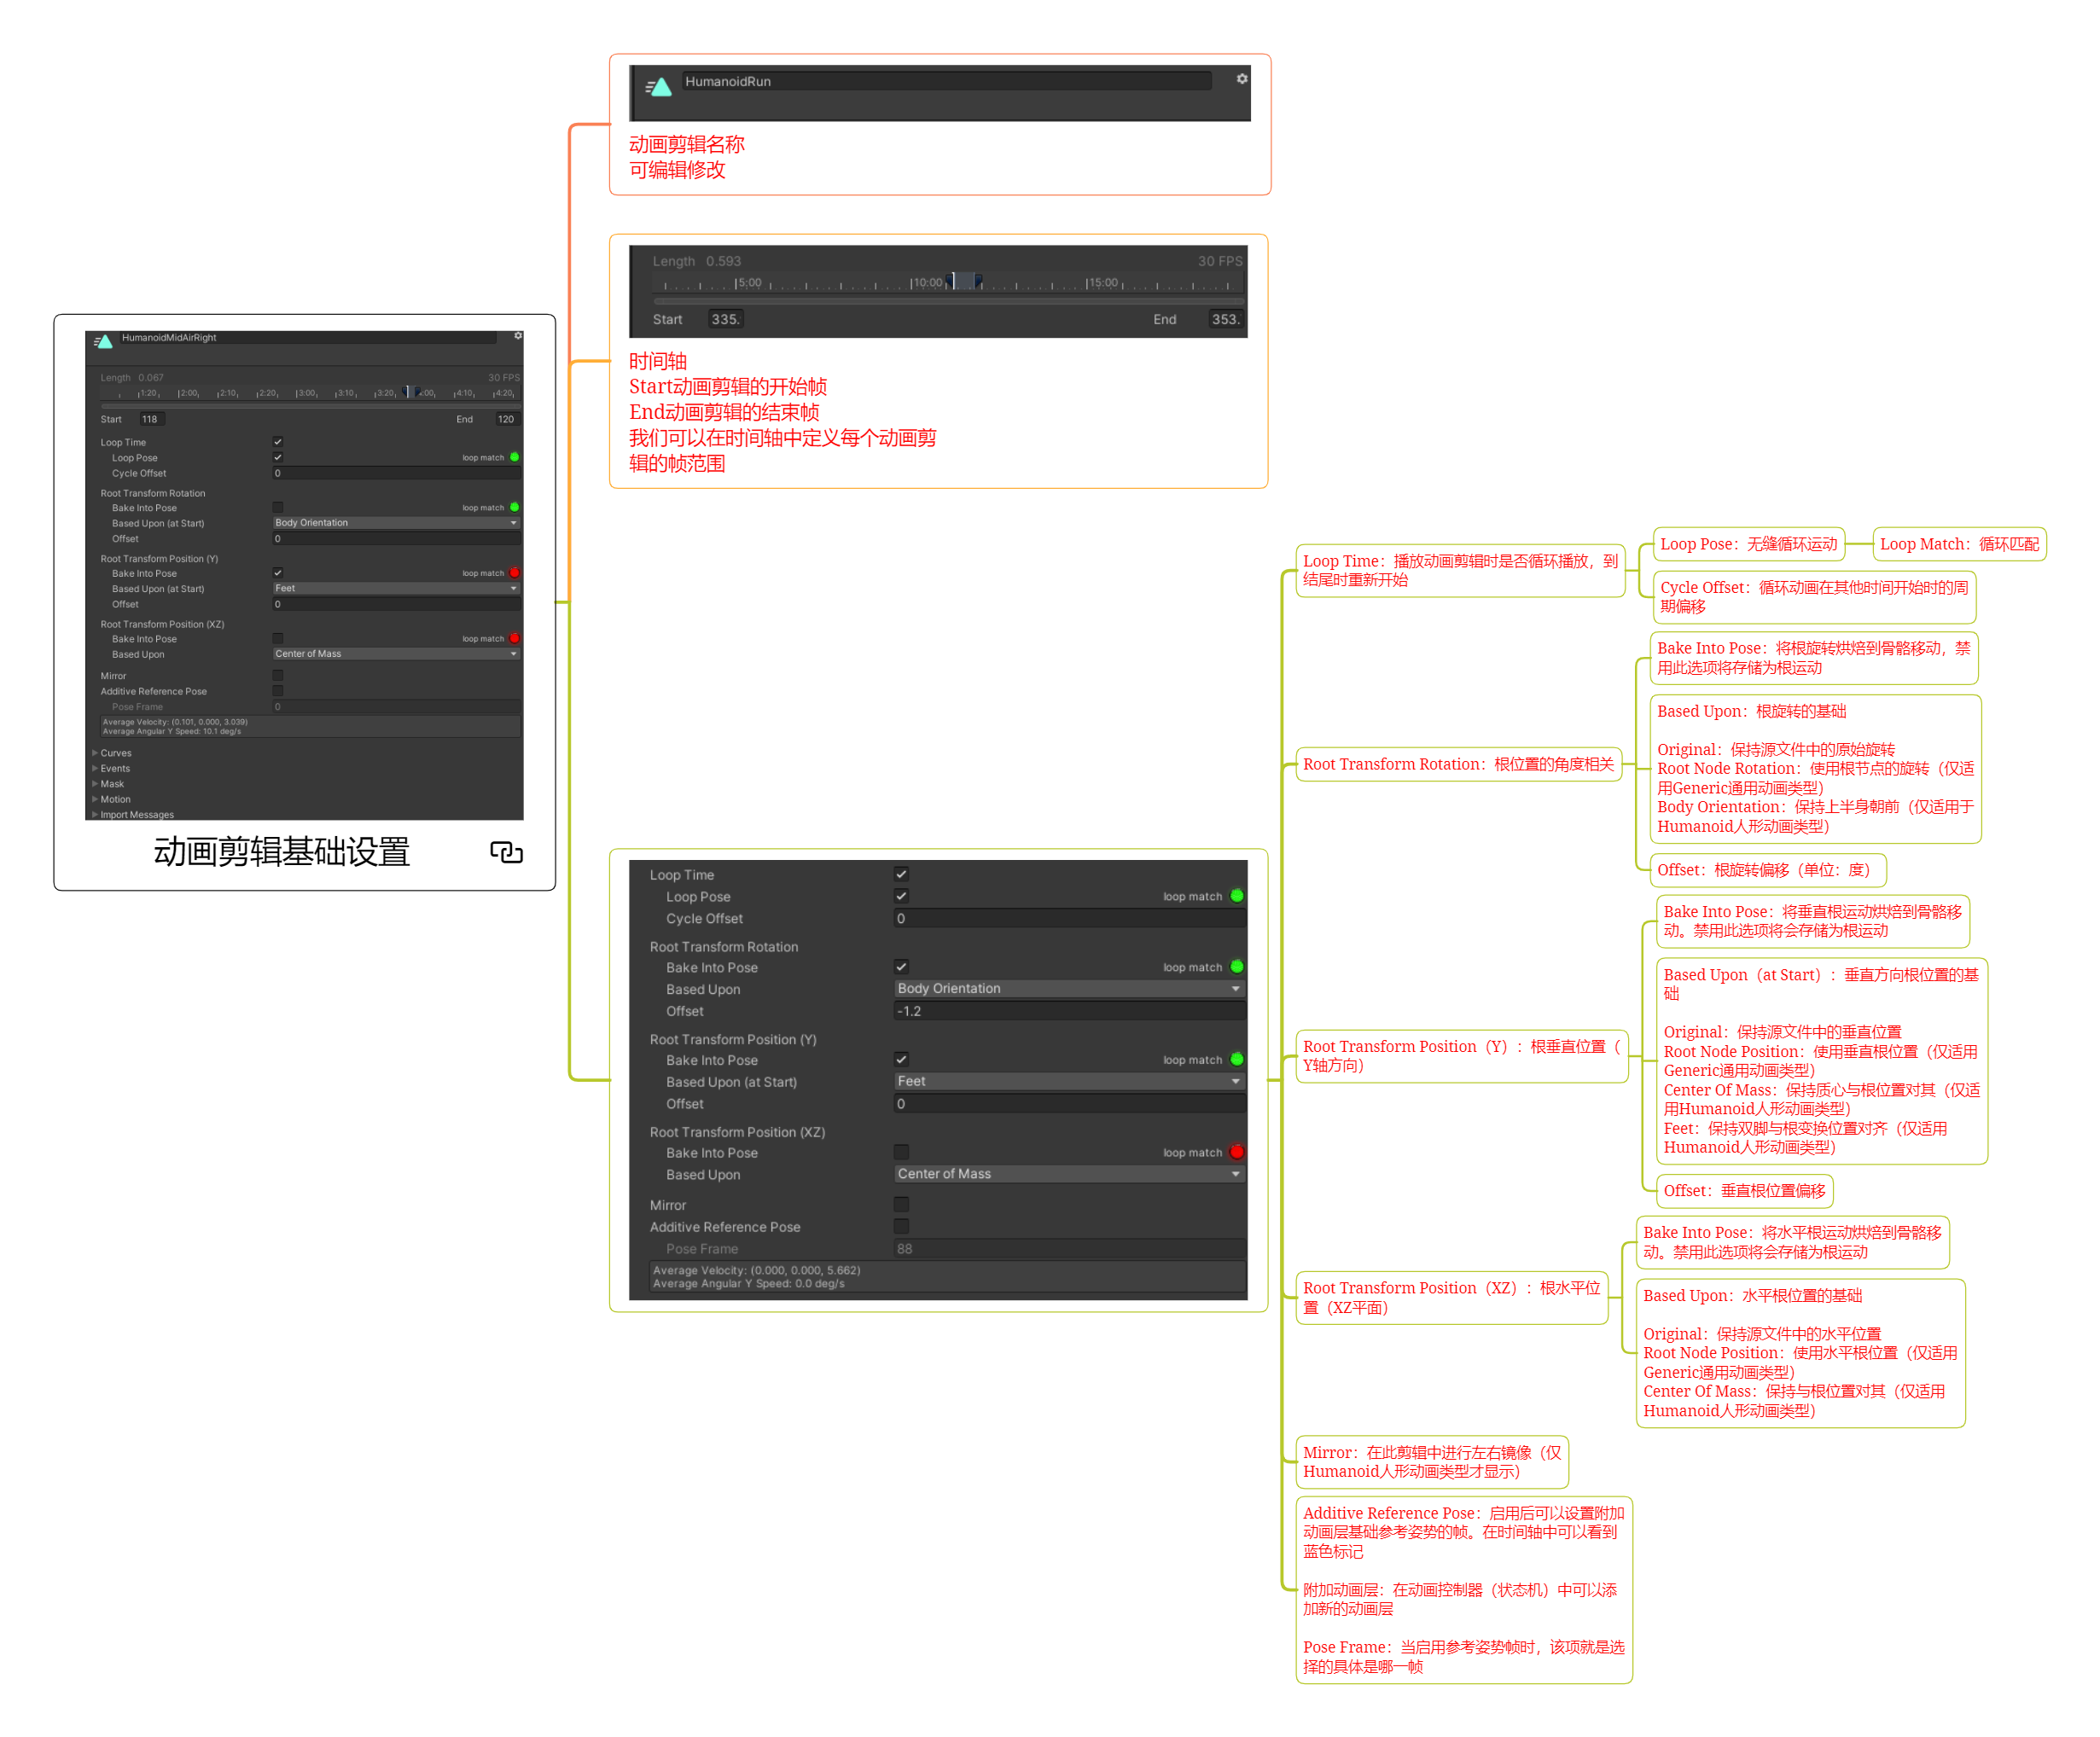 HumanoidMidAirRight
Length 0.067 30 FPS
1:20 2:00 2:10 2:20 3:00 3:10 3:20 :00 4:10 4:20
Start 118 End 120
Loop Time
Loop Pose loop match
Cycle Offset 0
Root Transform Rotation
Bake Into Pose loop match
Based Upon (at Start) Body Orientation
Offset 0
Root Transform Position (Y)
Bake Into Pose loop match
Based Upon (at Start) Feet
Offset 0
Root Transform Position (XZ)
Bake Into Pose loop match
Based Upon Center of Mass
Mirror
Additive Reference Pose
Pose Frame 0
Average Velocity: (0.101, 0.000, 3.039)
Average Angular Y Speed: 10.1 deg/s
Curves
Events
Mask
Motion
Import Messages
动画剪辑基础设置
HumanoidRun
动画剪辑名称
可编辑修改
Length 0.593 30 FPS
5:00 10:00 15:00
Start 335. End 353.
时间轴
Start动画剪辑的开始帧
End动画剪辑的结束帧
我们可以在时间轴中定义每个动画剪
辑的帧范围
Loop Time
Loop Pose loop match
Cycle Offset 0
Root Transform Rotation
Bake Into Pose loop match
Based Upon Body Orientation
Offset -1.2
Root Transform Position (Y)
Bake Into Pose loop match
Based Upon (at Start) Feet
Offset 0
Root Transform Position (XZ)
Bake Into Pose loop match
Based Upon Center of Mass
Mirror
Additive Reference Pose
Pose Frame 88
Average Velocity: (0.000, 0.000, 5.662)
Average Angular Y Speed: 0.0 deg/s
Loop Time：播放动画剪辑时是否循环播放，到
结尾时重新开始
Loop Pose：无缝循环运动
Loop Match：循环匹配
Cycle Offset：循环动画在其他时间开始时的周
期偏移
Root Transform Rotation：根位置的角度相关
Bake Into Pose：将根旋转烘焙到骨骼移动，禁
用此选项将存储为根运动
Based Upon：根旋转的基础
Original：保持源文件中的原始旋转
Root Node Rotation：使用根节点的旋转（仅适
用Generic通用动画类型）
Body Orientation：保持上半身朝前（仅适用于
Humanoid人形动画类型）
Offset：根旋转偏移（单位：度）
Root Transform Position（Y）：根垂直位置（
Y轴方向）
Bake Into Pose：将垂直根运动烘焙到骨骼移
动。禁用此选项将会存储为根运动
Based Upon（at Start）：垂直方向根位置的基
础
Original：保持源文件中的垂直位置
Root Node Position：使用垂直根位置（仅适用
Generic通用动画类型）
Center Of Mass：保持质心与根位置对其（仅适
用Humanoid人形动画类型）
Feet：保持双脚与根变换位置对齐（仅适用
Humanoid人形动画类型）
Offset：垂直根位置偏移
Root Transform Position（XZ）：根水平位
置（XZ平面）
Bake Into Pose：将水平根运动烘焙到骨骼移
动。禁用此选项将会存储为根运动
Based Upon：水平根位置的基础
Original：保持源文件中的水平位置
Root Node Position：使用水平根位置（仅适用
Generic通用动画类型）
Center Of Mass：保持与根位置对其（仅适用
Humanoid人形动画类型）
Mirror：在此剪辑中进行左右镜像（仅
Humanoid人形动画类型才显示）
Additive Reference Pose：启用后可以设置附加
动画层基础参考姿势的帧。在时间轴中可以看到
蓝色标记
附加动画层：在动画控制器（状态机）中可以添
加新的动画层
Pose Frame：当启用参考姿势帧时，该项就是选
择的具体是哪一帧